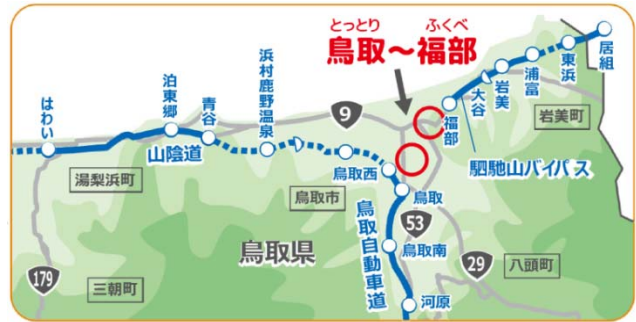 とっとり ふくべ
鳥取～福部
居組
東浜
浦富
岩美
大谷
福部
岩美町
駟馳山バイパス
浜村鹿野温泉
9
泊東郷
青谷
はわい
山陰道
湯梨浜町
鳥取市
鳥取西
鳥取
鳥取自動車道
53
鳥取南
鳥取県
29
八頭町
179
三朝町
河原